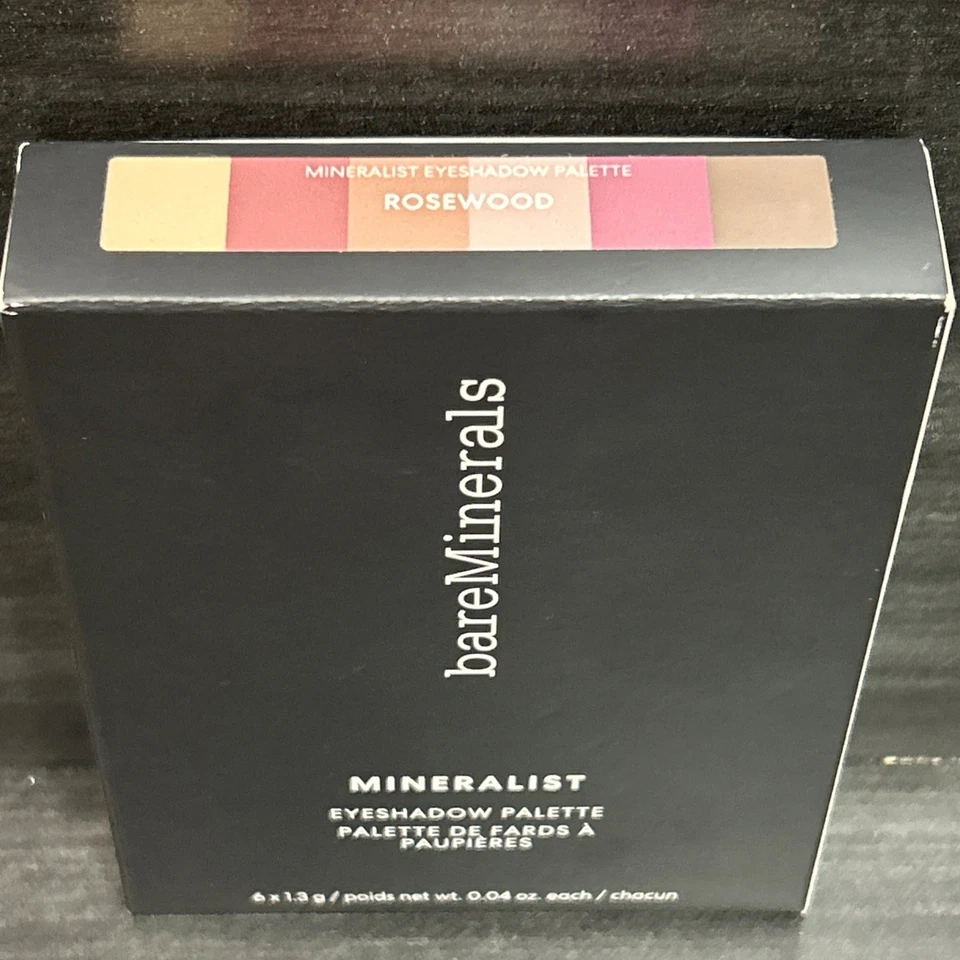 MINERALIST EYESHADOW PALETTE
ROSEWOOD
bareMinerals
MINERALIST
EYESHADOW PALETTE
PALETTE DE FARDS À
PAUPIÈRES
6 x 1.3 g / poids net wt. 0.04 oz. each / chacun